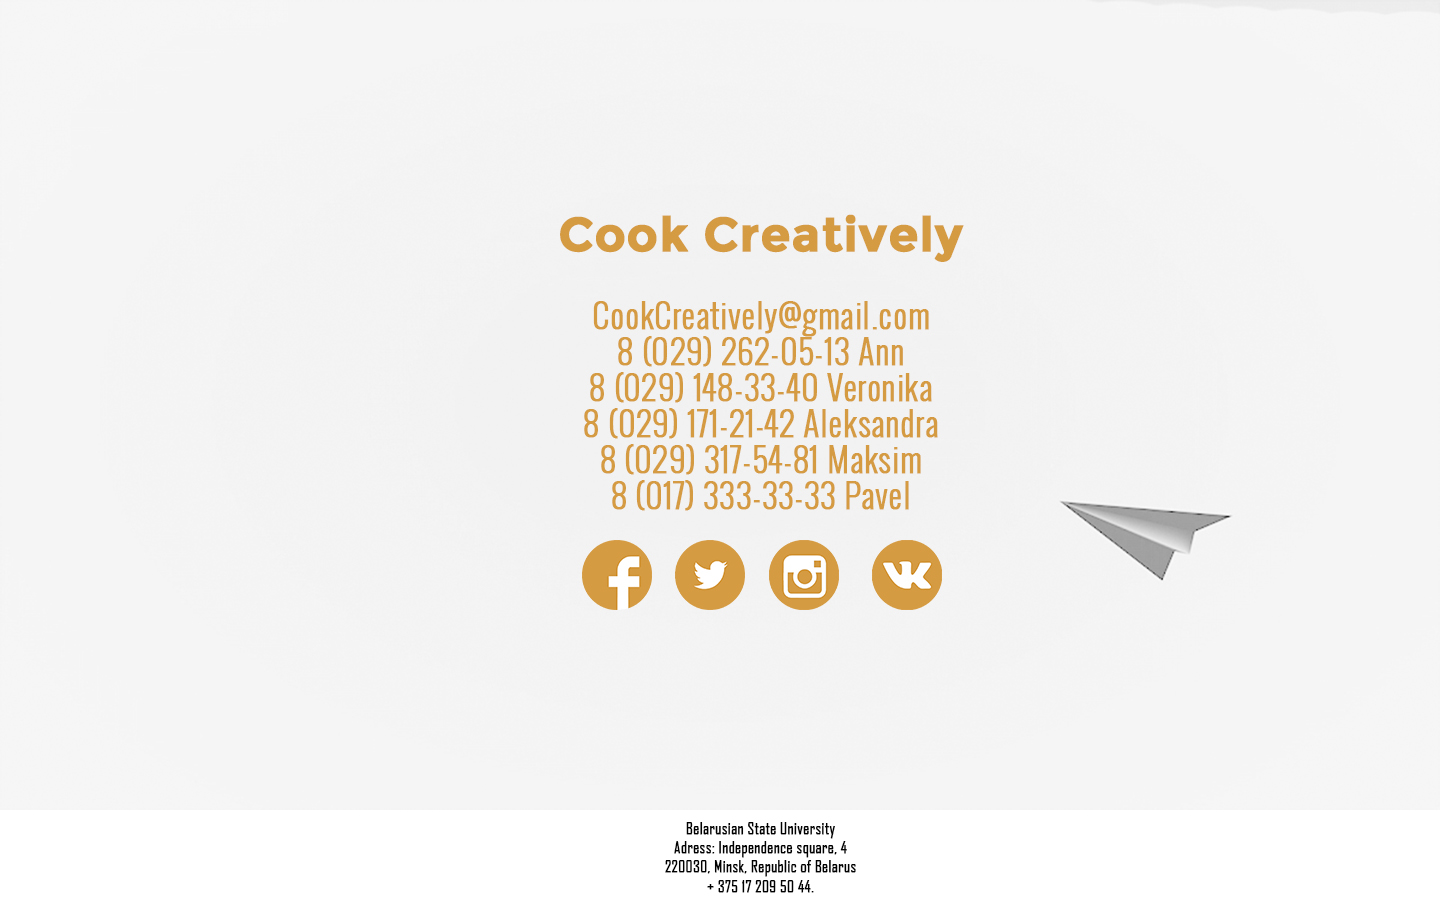 Cook Creatively
CookCreatively@gmail.com
8 (029) 262-05-13 Ann
8 (029) 148-33-40 Veronika
8 (029) 171-21-42 Aleksandra
8 (029) 317-54-81 Maksim
8 (017) 333-33-33 Pavel
Belarusian State University
Adress: Independence square, 4
220030, Minsk, Republic of Belarus
+ 375 17 209 50 44.